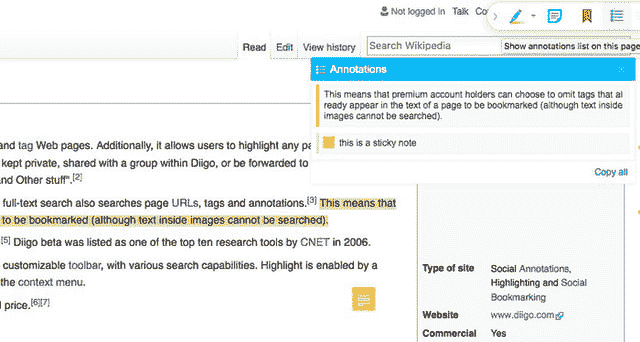 Not logged in Talk Co
Read Edit View history Search Wikipedia
Show annotations list on this page
Annotations
This means that premium account holders can choose to omit tags that al
ready appear in the text of a page to be bookmarked (although text inside
images cannot be searched).
this is a sticky note
Copy all
and tag Web pages. Additionally, it allows users to highlight any pa
kept private, shared with a group within Diigo, or be forwarded to
and Other stuff".[2]
full-text search also searches page URLs, tags and annotations.[3] This means that
to be bookmarked (although text inside images cannot be searched).
[5] Diigo beta was listed as one of the top ten research tools by CNET in 2006.
customizable toolbar, with various search capabilities. Highlight is enabled by a
the context menu.
price.[6][7]
Type of site Social Annotations,
Highlighting and Social
Bookmarking
Website www.diigo.com
Commercial Yes